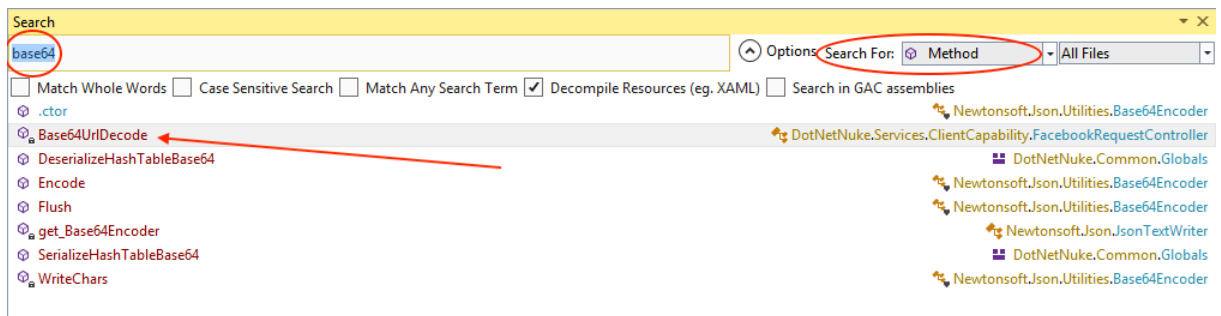 Search
base64 Options Search For: Method All Files
Match Whole Words Case Sensitive Search Match Any Search Term Decompile Resources (eg. XAML) Search in GAC assemblies
.ctor Newtonsoft.Json.Utilities.Base64Encoder
Base64UrlDecode DotNetNuke.Services.ClientCapability.FacebookRequestController
DeserializeHashTableBase64 DotNetNuke.Common.Globals
Encode Newtonsoft.Json.Utilities.Base64Encoder
Flush Newtonsoft.Json.Utilities.Base64Encoder
get_Base64Encoder Newtonsoft.Json.JsonTextWriter
SerializeHashTableBase64 DotNetNuke.Common.Globals
WriteChars Newtonsoft.Json.Utilities.Base64Encoder